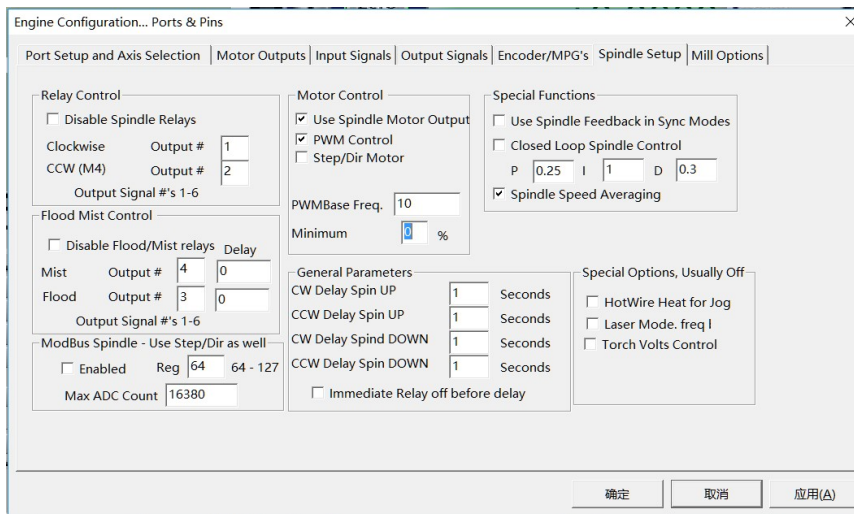 Engine Configuration... Ports & Pins
Port Setup and Axis Selection Motor Outputs Input Signals Output Signals Encoder/MPG's Spindle Setup Mill Options
Relay Control
Disable Spindle Relays
Clockwise Output # 1
CCW (M4) Output # 2
Output Signal #'s 1-6
Flood Mist Control
Disable Flood/Mist relays Delay
Mist Output # 4 0
Flood Output # 3 0
Output Signal #'s 1-6
ModBus Spindle - Use Step/Dir as well
Enabled Reg 64 64 - 127
Max ADC Count 16380
Motor Control
Use Spindle Motor Output
PWM Control
Step/Dir Motor
PWMBase Freq. 10
Minimum 0 %
General Parameters
CW Delay Spin UP 1 Seconds
CCW Delay Spin UP 1 Seconds
CW Delay Spind DOWN 1 Seconds
CCW Delay Spin DOWN 1 Seconds
Immediate Relay off before delay
Special Functions
Use Spindle Feedback in Sync Modes
Closed Loop Spindle Control
P 0.25 I 1 D 0.3
Spindle Speed Averaging
Special Options, Usually Off
HotWire Heat for Jog
Laser Mode. freq l
Torch Volts Control
确定 取消 应用(A)